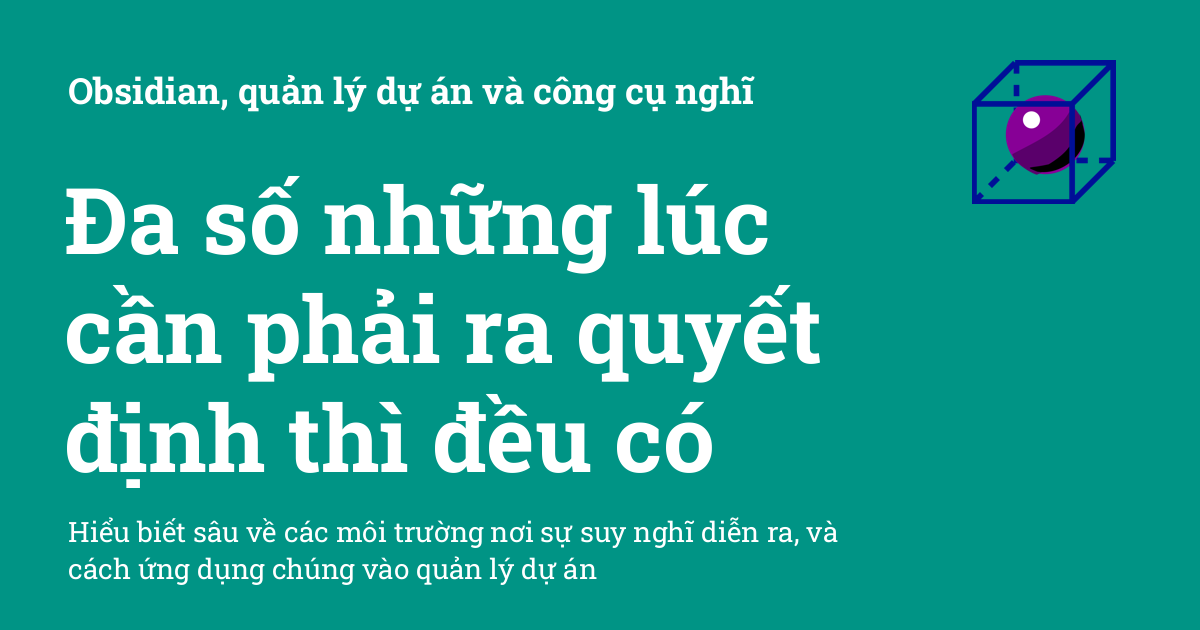 Obsidian, quản lý dự án và công cụ nghĩ
Đa số những lúc
cần phải ra quyết
định thì đều có
Hiểu biết sâu về các môi trường nơi sự suy nghĩ diễn ra, và
cách ứng dụng chúng vào quản lý dự án